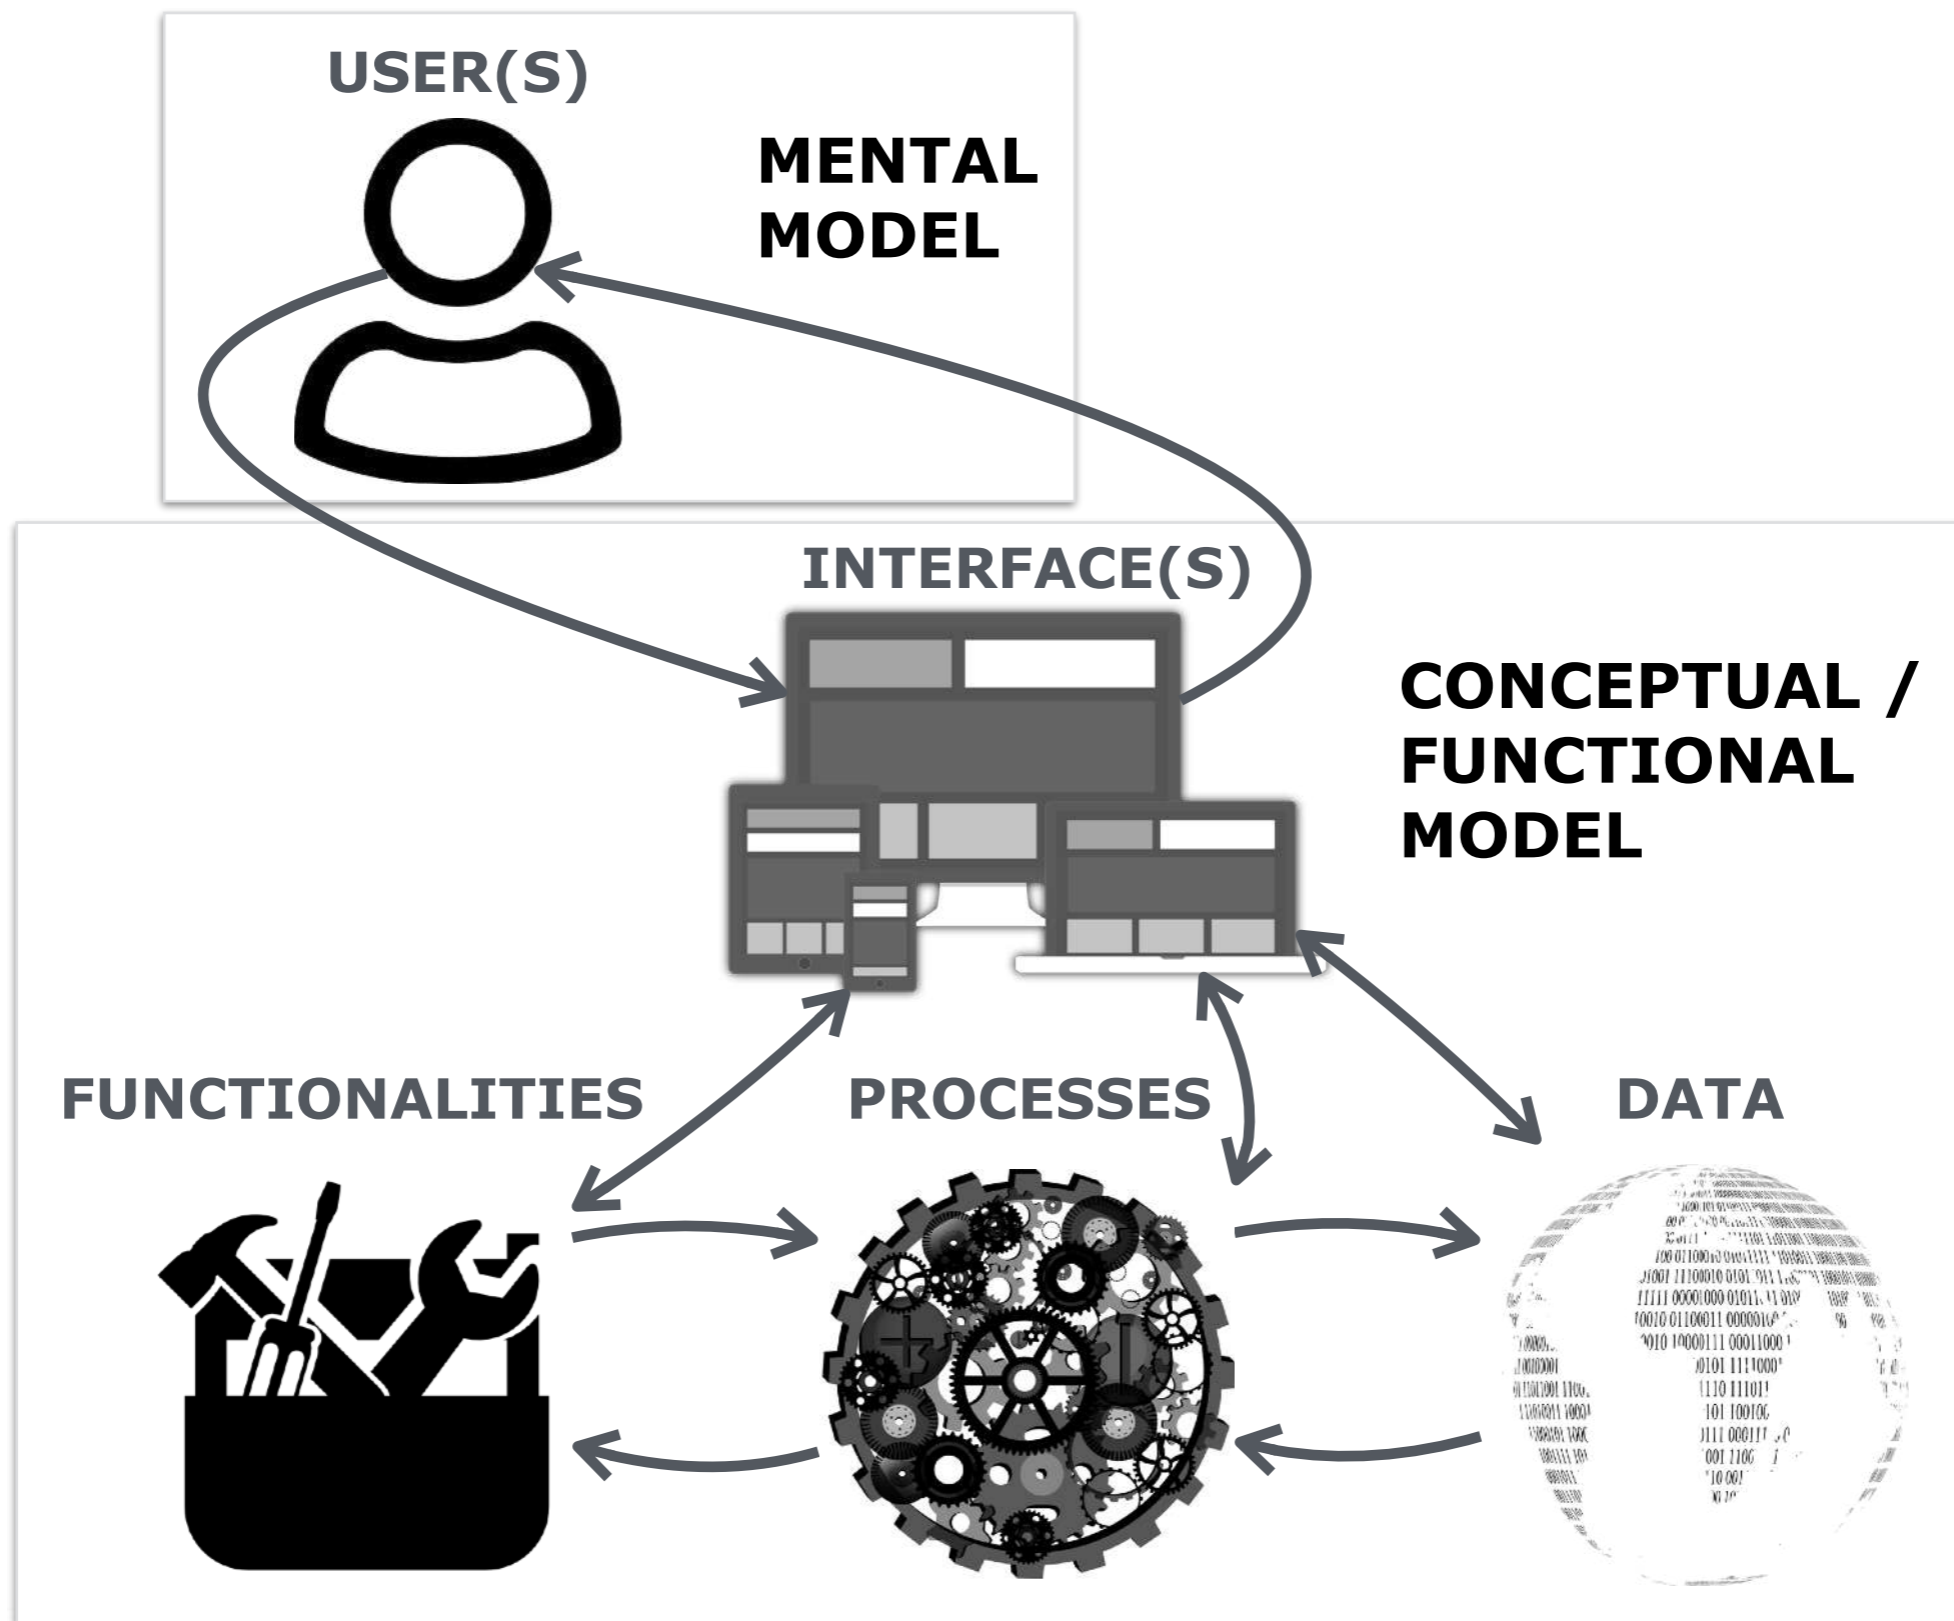 USER(S)
MENTAL
MODEL
INTERFACE(S)
CONCEPTUAL /
FUNCTIONAL
MODEL
FUNCTIONALITIES
PROCESSES
DATA